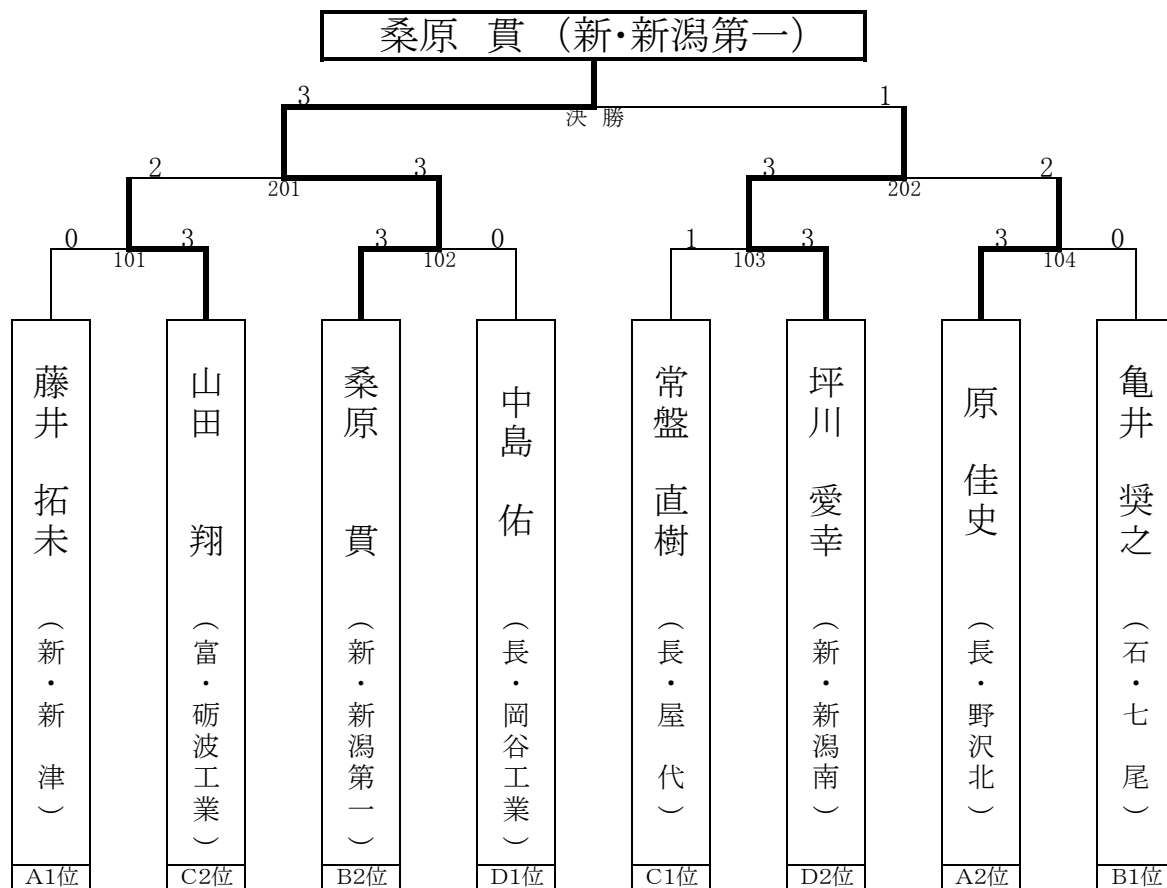 桑原 貫 (新・新潟第一)
3 1
決 勝
2 3 3 2
201 202
0 3 3 0 1 3 3 0
101 102 103 104
藤井 拓未 (新・新 津)
山田 翔 (富・砺波工業)
桑原 貫 (新・新潟第一)
中島 佑 (長・岡谷工業)
常盤 直樹 (長・屋 代)
坪川 愛幸 (新・新潟南)
原 佳史 (長・野沢北)
亀井 奨之 (石・七 尾)
A1位 C2位 B2位 D1位 C1位 D2位 A2位 B1位